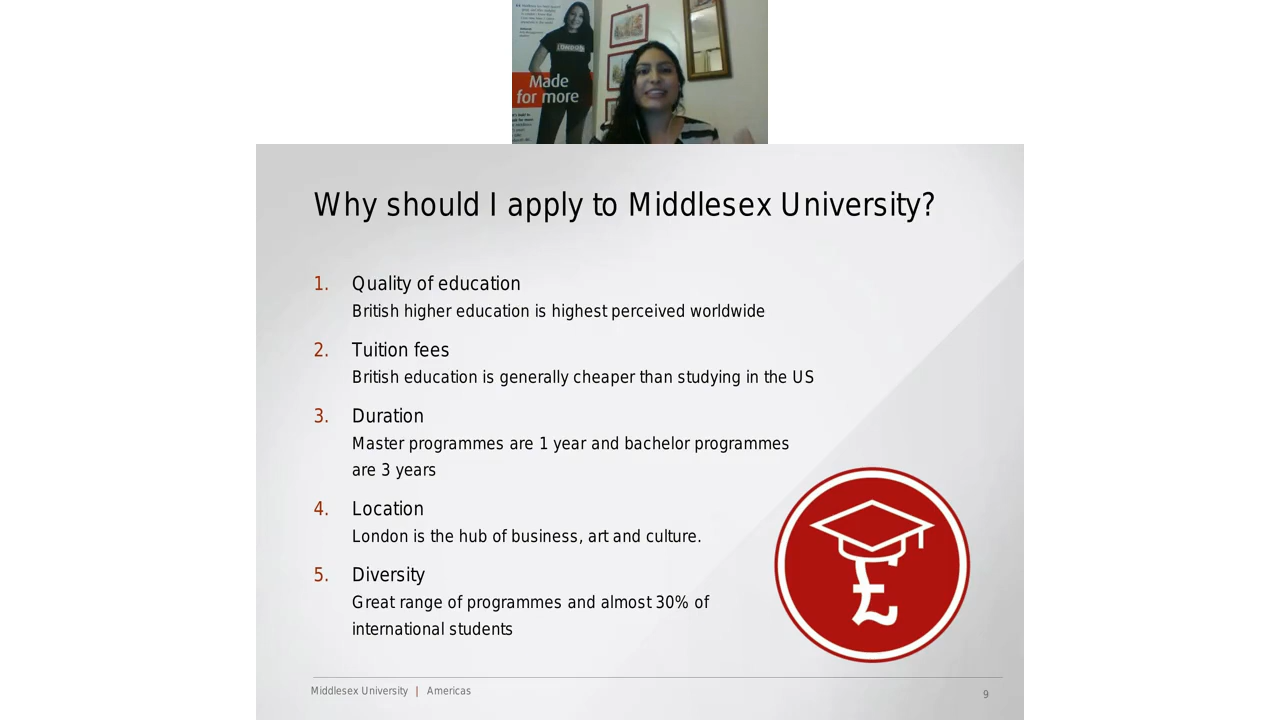 Made
for more
Why should I apply to Middlesex University?
1. Quality of education
British higher education is highest perceived worldwide
2. Tuition fees
British education is generally cheaper than studying in the US
3. Duration
Master programmes are 1 year and bachelor programmes
are 3 years
4. Location
London is the hub of business, art and culture.
5. Diversity
Great range of programmes and almost 30% of
international students
£
Middlesex University | Americas
9